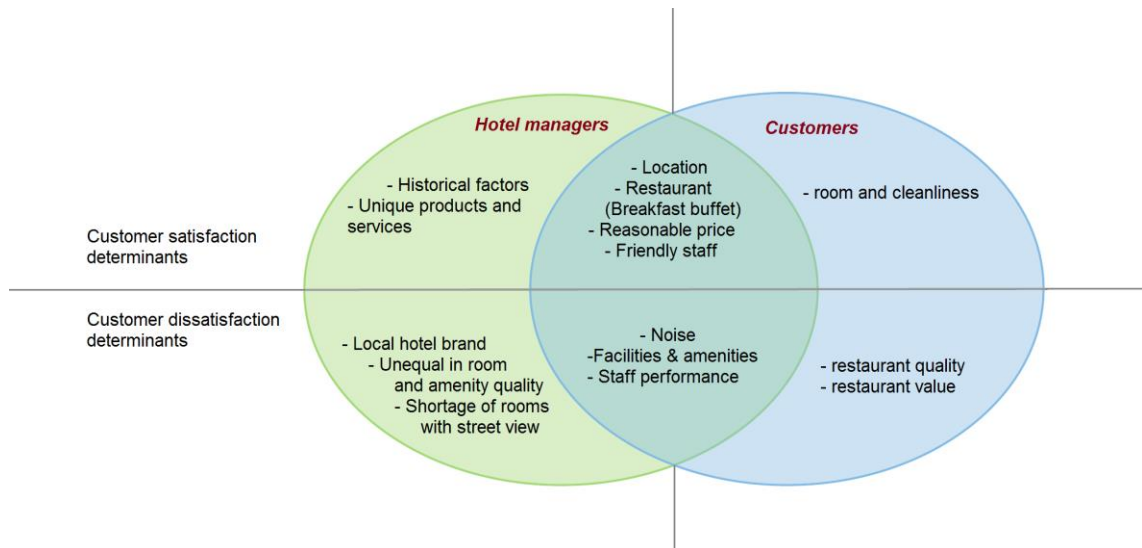 Hotel managers
Customers
- Historical factors
- Unique products and
services
- Location
- Restaurant
(Breakfast buffet)
- Reasonable price
- Friendly staff
- room and cleanliness
Customer satisfaction
determinants
Customer dissatisfaction
determinants
- Local hotel brand
- Unequal in room
and amenity quality
- Shortage of rooms
with street view
- Noise
-Facilities & amenities
- Staff performance
- restaurant quality
- restaurant value